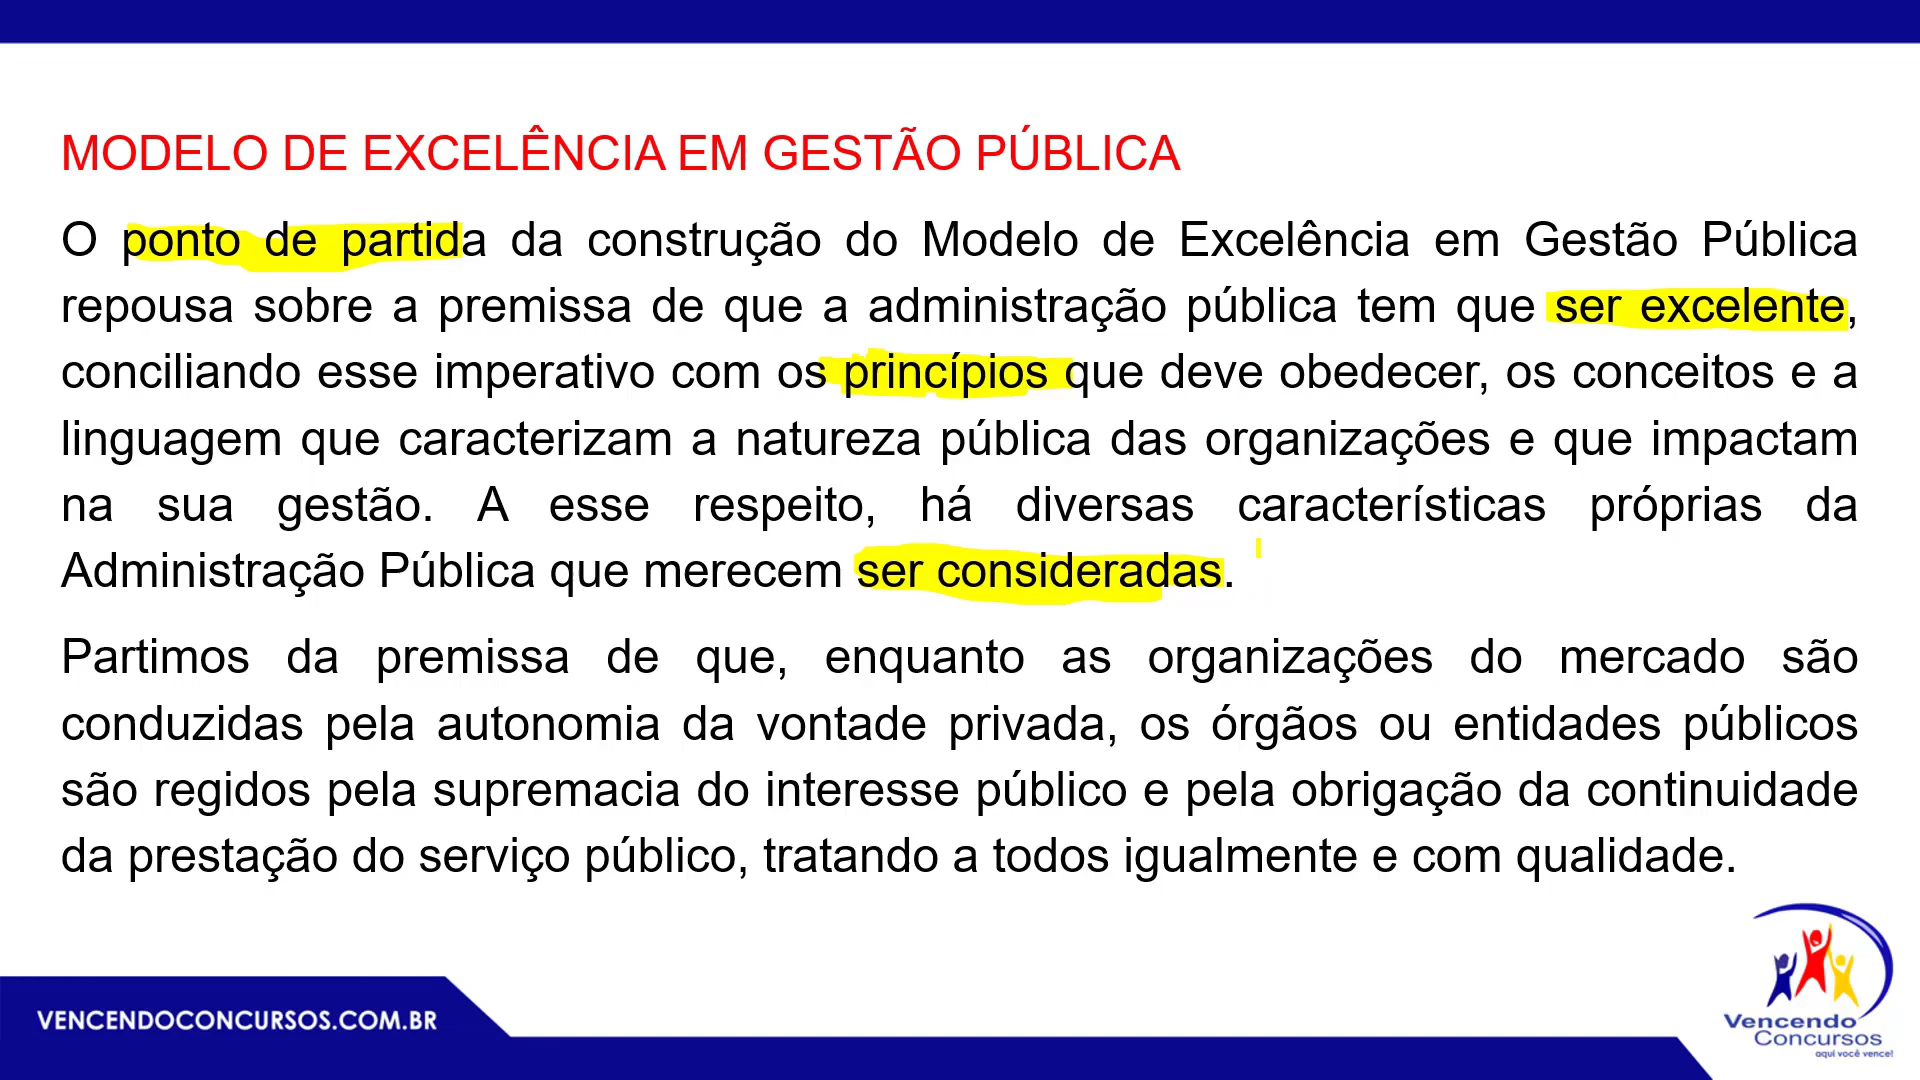 MODELO DE EXCELÊNCIA EM GESTÃO PÚBLICA
O ponto de partida da construção do Modelo de Excelência em Gestão Pública
repousa sobre a premissa de que a administração pública tem que ser excelente,
conciliando esse imperativo com os princípios que deve obedecer, os conceitos e a
linguagem que caracterizam a natureza pública das organizações e que impactam
na sua gestão. A esse respeito, há diversas características próprias da
Administração Pública que merecem ser consideradas.
Partimos da premissa de que, enquanto as organizações do mercado são
conduzidas pela autonomia da vontade privada, os órgãos ou entidades públicos
são regidos pela supremacia do interesse público e pela obrigação da continuidade
da prestação do serviço público, tratando a todos igualmente e com qualidade.
VENCENDOCONCURSOS.COM.BR
Vencendo
Concursos
aqui você vence!